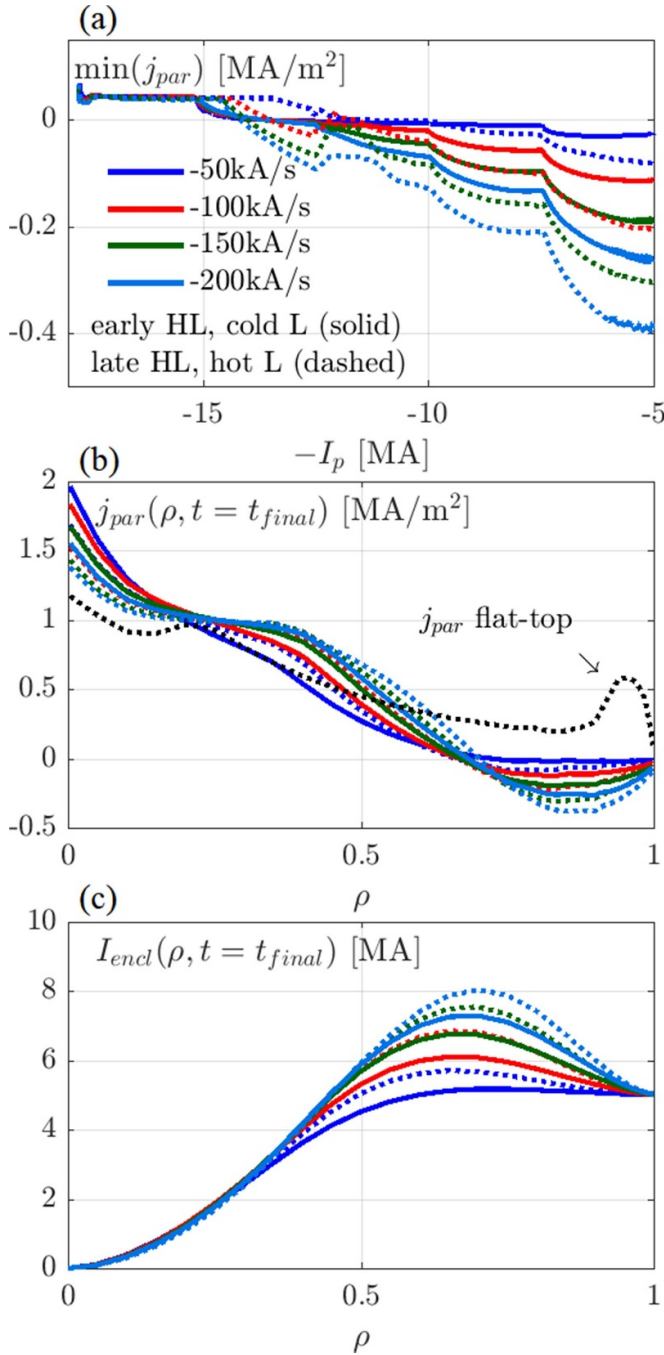 (a)
min(j_par) [MA/m²]
0
-0.2
-0.4
-50kA/s
-100kA/s
-150kA/s
-200kA/s
early HL, cold L (solid)
late HL, hot L (dashed)
-15
-10
-5
−I_p [MA]
(b)
j_par(ρ, t = t_final) [MA/m²]
2
1.5
1
0.5
0
-0.5
j_par flat-top
0
0.5
1
ρ
(c)
I_encl(ρ, t = t_final) [MA]
10
8
6
4
2
0
0
0.5
1
ρ